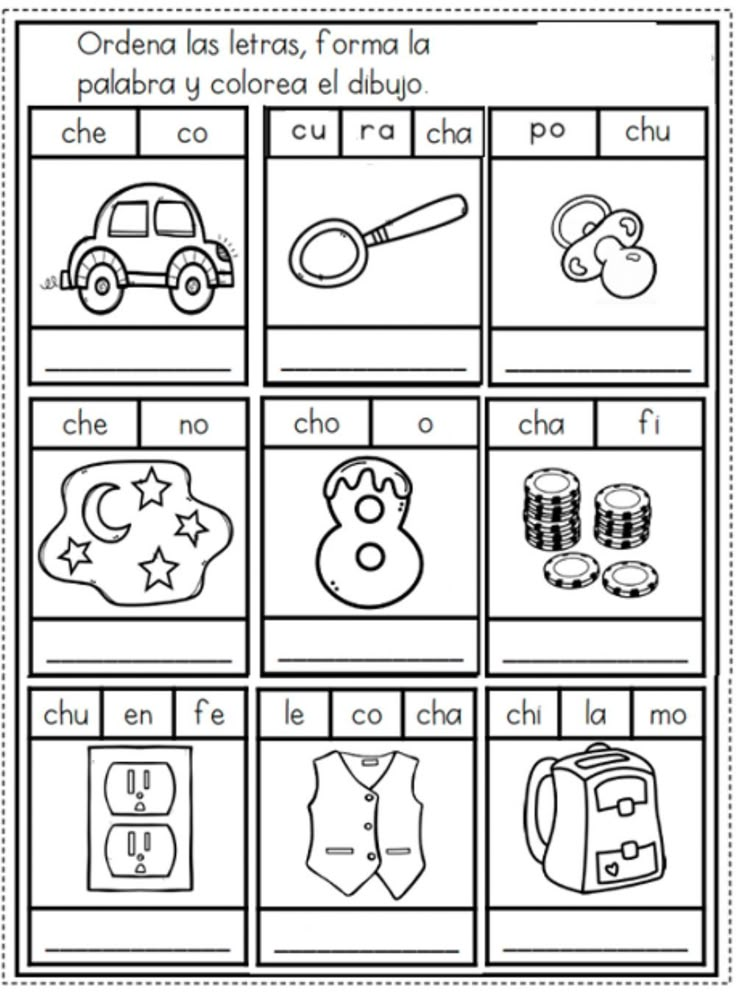 Ordena las letras, forma la
palabra y colorea el dibujo.
che co
cu ra cha
po chu
che no
cho o
cha fi
chu en fe
le co cha
chi la mo